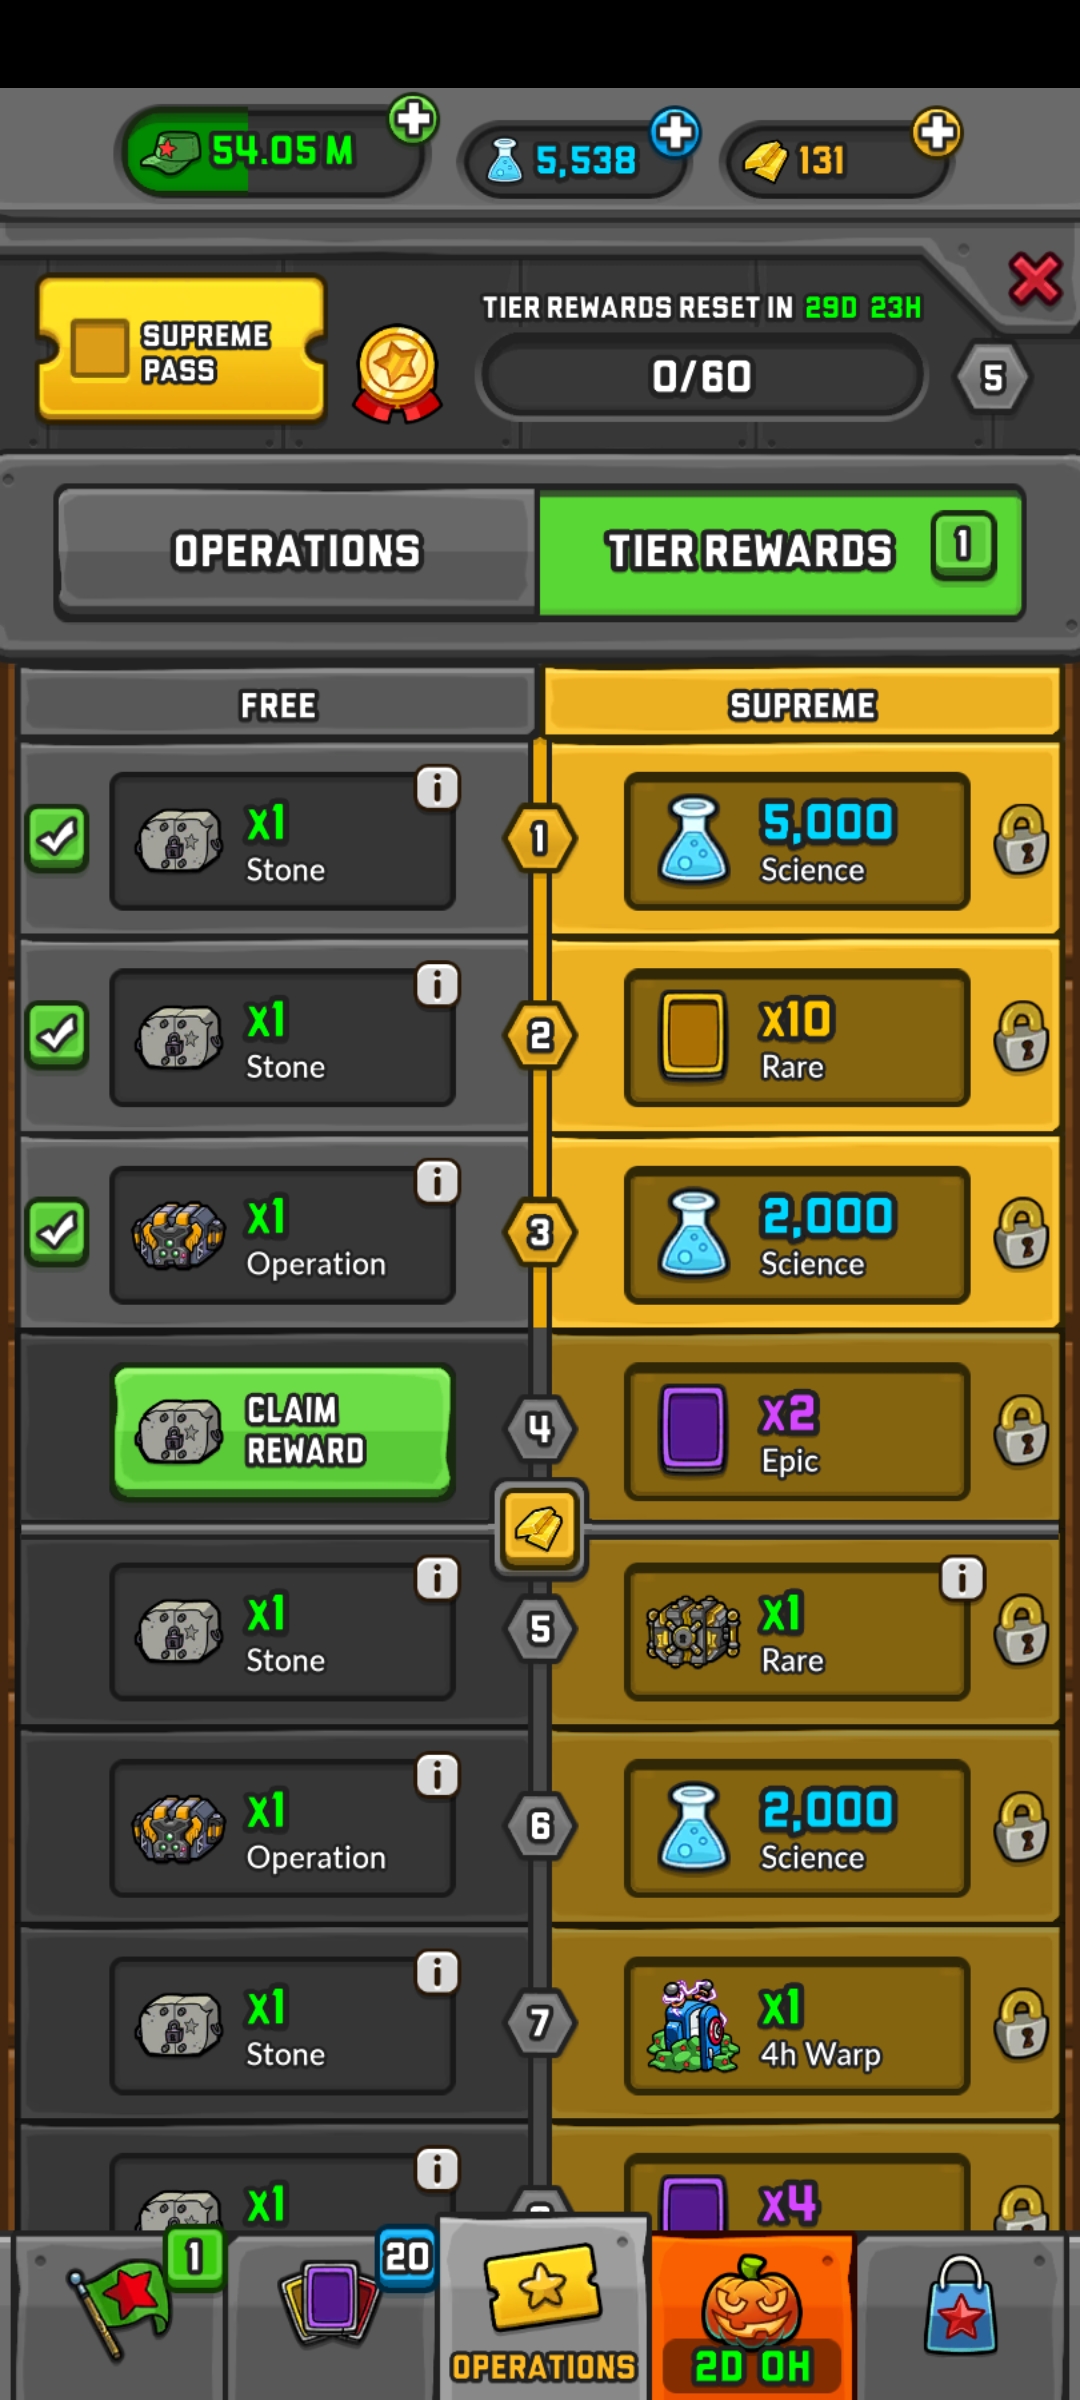 54.05 M
5,538
131
SUPREME
PASS
TIER REWARDS RESET IN 29D 23H
0/60
5
OPERATIONS
TIER REWARDS
1
FREE
SUPREME
x1
Stone
1
5,000
Science
x1
Stone
2
x10
Rare
x1
Operation
3
2,000
Science
CLAIM
REWARD
4
x2
Epic
x1
Stone
5
x1
Rare
x1
Operation
6
2,000
Science
x1
Stone
7
x1
4h Warp
x1
x4
1
20
OPERATIONS
2D 0H